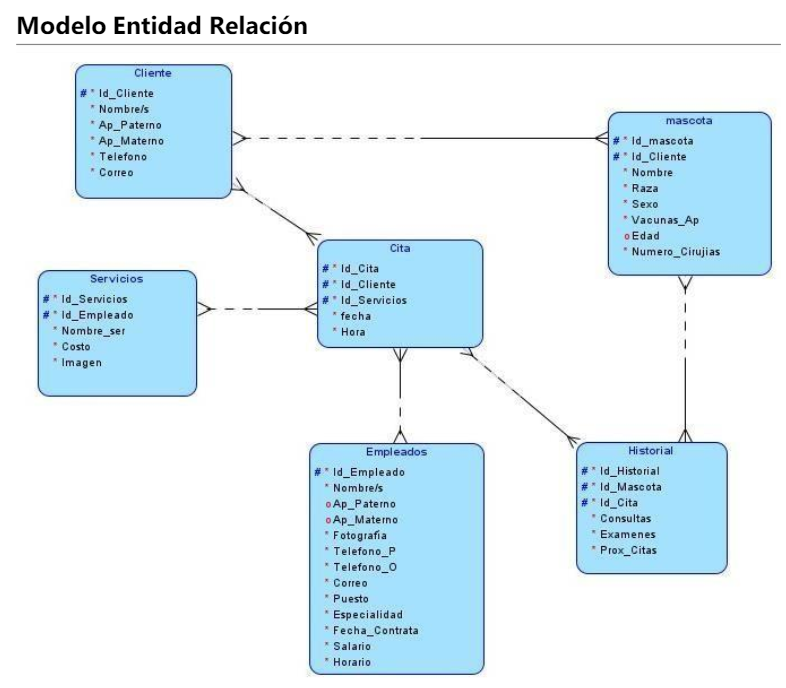 Modelo Entidad Relación
Cliente
# * Id_Cliente
* Nombre/s
* Ap_Paterno
* Ap_Materno
* Telefono
* Correo
mascota
# * Id_mascota
# * Id_Cliente
* Nombre
* Raza
* Sexo
* Vacunas_Ap
o Edad
* Numero_Cirujias
Cita
# * Id_Cita
# * Id_Cliente
# * Id_Servicios
* fecha
* Hora
Servicios
# * Id_Servicios
# * Id_Empleado
* Nombre_ser
* Costo
* Imagen
Empleados
# * Id_Empleado
* Nombre/s
o Ap_Paterno
o Ap_Materno
* Fotografia
* Telefono_P
* Telefono_O
* Correo
* Puesto
* Especialidad
* Fecha_Contrata
* Salario
* Horario
Historial
# * Id_Historial
# * Id_Mascota
# * Id_Cita
* Consultas
* Examenes
* Prox_Citas